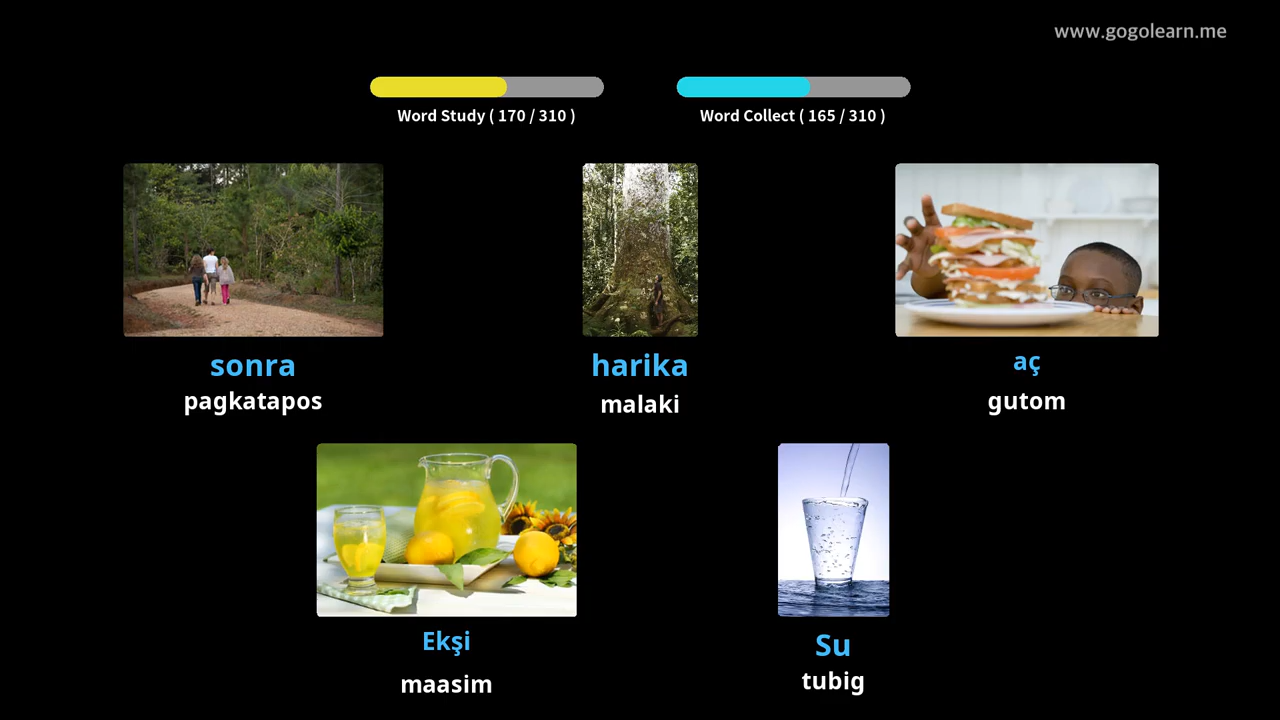 www.gogolearn.me
Word Study ( 170 / 310 )
Word Collect ( 165 / 310 )
sonra
pagkatapos
harika
malaki
aç
gutom
Ekşi
maasim
Su
tubig